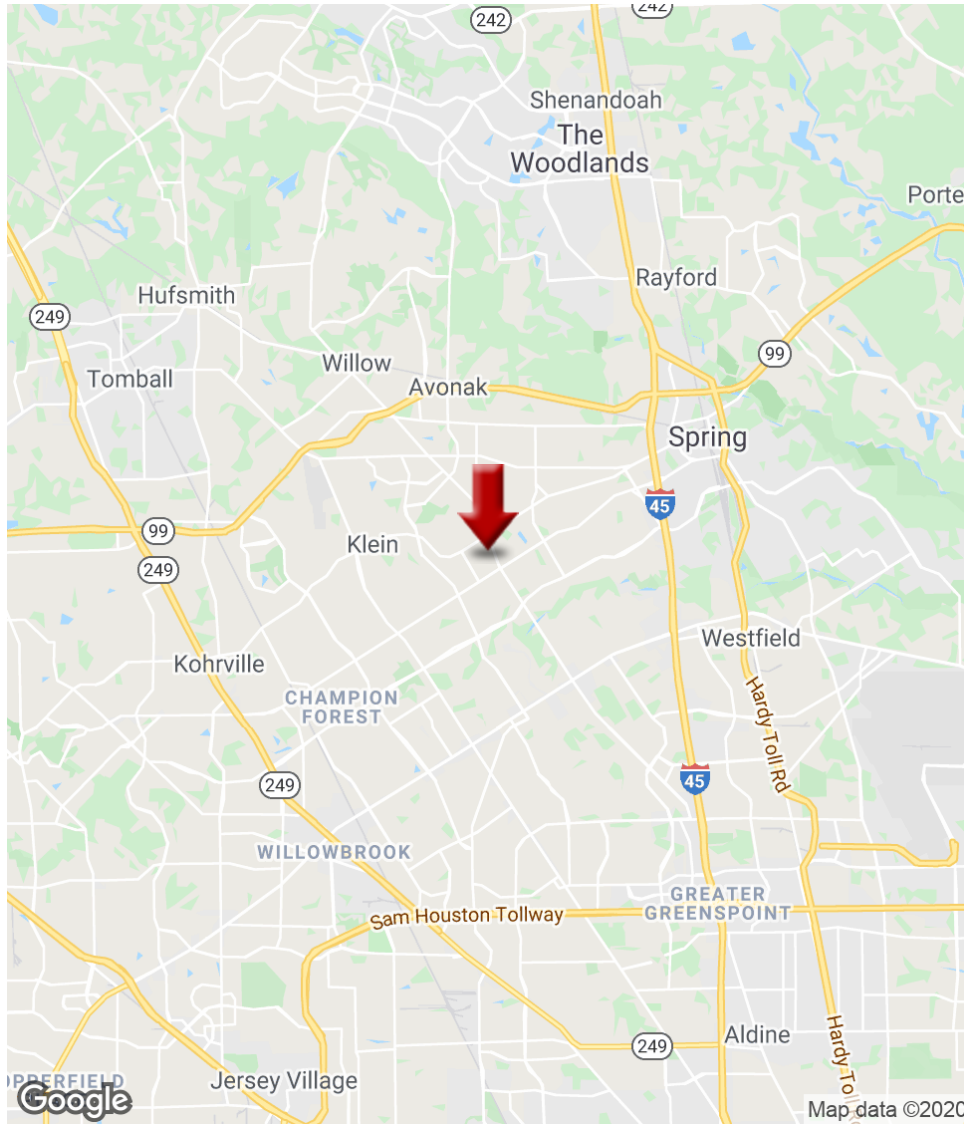 242
242
Shenandoah
The
Woodlands
Porte
Rayford
Hufsmith
249
99
Willow
Tomball
Avonak
Spring
45
99
Klein
249
Westfield
Kohrville
CHAMPION
FOREST
Hardy Toll Rd
45
249
WILLOWBROOK
GREATER
GREENSPOINT
Sam Houston Tollway
Hardy Toll R
249
Aldine
OPPERFIELD
Jersey Village
Google
Map data ©2020